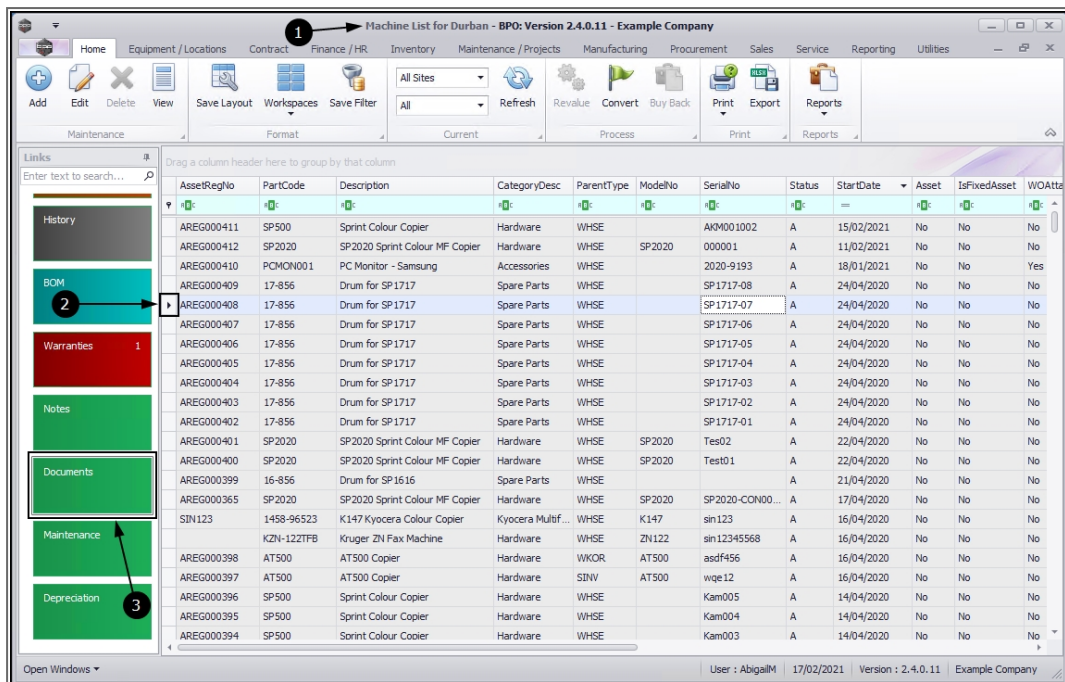 1
Machine List for Durban - BPO: Version 2.4.0.11 - Example Company
Home Equipment / Locations Contract Finance / HR Inventory Maintenance / Projects Manufacturing Procurement Sales Service Reporting Utilities
Add Edit Delete View Save Layout Workspaces Save Filter All Sites All Refresh Revalue Convert Buy Back Print Export Reports
Maintenance Format Current Process Print Reports
Links
Enter text to search...
History
BOM
2
Warranties 1
Notes
Documents
Maintenance
Depreciation
3
Drag a column header here to group by that column
AssetRegNo PartCode Description CategoryDesc ParentType ModelNo SerialNo Status StartDate Asset IsFixedAsset WOAtta
AREG000411 SP500 Sprint Colour Copier Hardware WHSE AKM001002 A 15/02/2021 No No No
AREG000412 SP2020 SP2020 Sprint Colour MF Copier Hardware WHSE SP2020 000001 A 11/02/2021 No No No
AREG000410 PCMON001 PC Monitor - Samsung Accessories WHSE 2020-9193 A 18/01/2021 No No Yes
AREG000409 17-856 Drum for SP1717 Spare Parts WHSE SP1717-08 A 24/04/2020 No No No
AREG000408 17-856 Drum for SP1717 Spare Parts WHSE SP1717-07 A 24/04/2020 No No No
AREG000407 17-856 Drum for SP1717 Spare Parts WHSE SP1717-06 A 24/04/2020 No No No
AREG000406 17-856 Drum for SP1717 Spare Parts WHSE SP1717-05 A 24/04/2020 No No No
AREG000405 17-856 Drum for SP1717 Spare Parts WHSE SP1717-04 A 24/04/2020 No No No
AREG000404 17-856 Drum for SP1717 Spare Parts WHSE SP1717-03 A 24/04/2020 No No No
AREG000403 17-856 Drum for SP1717 Spare Parts WHSE SP1717-02 A 24/04/2020 No No No
AREG000402 17-856 Drum for SP1717 Spare Parts WHSE SP1717-01 A 24/04/2020 No No No
AREG000401 SP2020 SP2020 Sprint Colour MF Copier Hardware WHSE SP2020 Tes02 A 22/04/2020 No No No
AREG000400 SP2020 SP2020 Sprint Colour MF Copier Hardware WHSE SP2020 Test01 A 22/04/2020 No No No
AREG000399 16-856 Drum for SP1616 Spare Parts WHSE A 21/04/2020 No No No
AREG000365 SP2020 SP2020 Sprint Colour MF Copier Hardware WHSE SP2020 SP2020-CON00... A 17/04/2020 No No No
SIN123 1458-96523 K147 Kyocera Colour Copier Kyocera Multif... WHSE K147 sin123 A 16/04/2020 No No No
KZN-122TFB Kruger ZN Fax Machine Hardware WHSE ZN122 sin12345568 A 16/04/2020 No No No
AREG000398 AT500 AT500 Copier Hardware WKOR AT500 asdf456 A 16/04/2020 No No No
AREG000397 AT500 AT500 Copier Hardware SINV AT500 wqe12 A 16/04/2020 No No No
AREG000396 SP500 Sprint Colour Copier Hardware WHSE Kam005 A 14/04/2020 No No No
AREG000395 SP500 Sprint Colour Copier Hardware WHSE Kam004 A 14/04/2020 No No No
AREG000394 SP500 Sprint Colour Copier Hardware WHSE Kam003 A 14/04/2020 No No No
Open Windows User : AbigailM 17/02/2021 Version : 2.4.0.11 Example Company